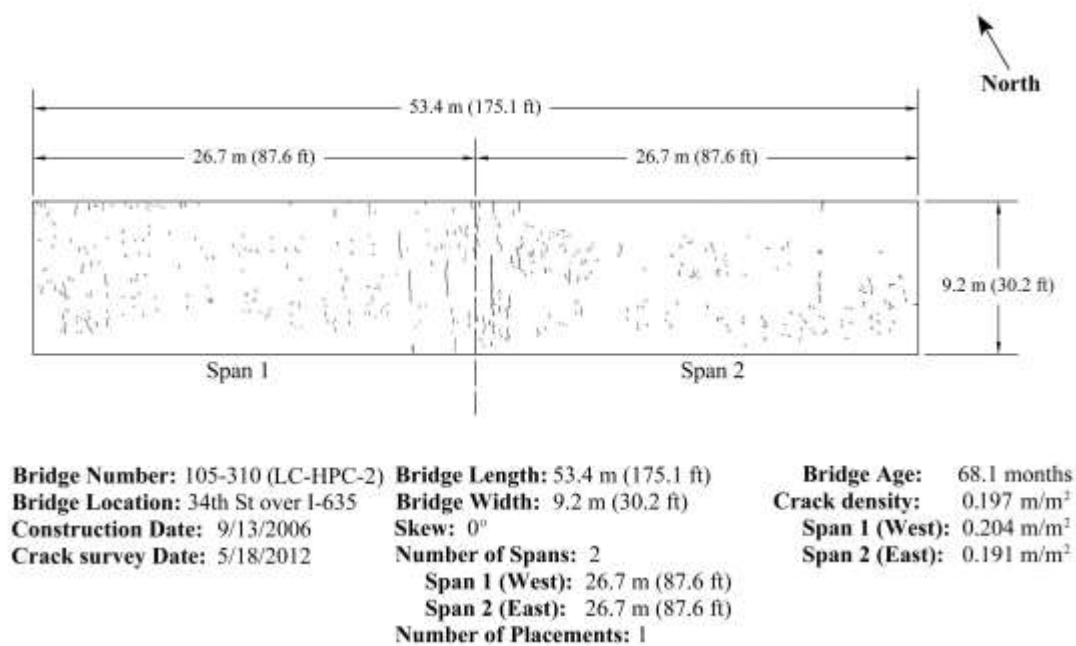 North
53.4 m (175.1 ft)
26.7 m (87.6 ft)
26.7 m (87.6 ft)
9.2 m (30.2 ft)
Span 1
Span 2
Bridge Number: 105-310 (LC-HPC-2)
Bridge Location: 34th St over I-635
Construction Date: 9/13/2006
Crack survey Date: 5/18/2012
Bridge Length: 53.4 m (175.1 ft)
Bridge Width: 9.2 m (30.2 ft)
Skew: 0°
Number of Spans: 2
Span 1 (West): 26.7 m (87.6 ft)
Span 2 (East): 26.7 m (87.6 ft)
Number of Placements: 1
Bridge Age: 68.1 months
Crack density: 0.197 m/m²
Span 1 (West): 0.204 m/m²
Span 2 (East): 0.191 m/m²